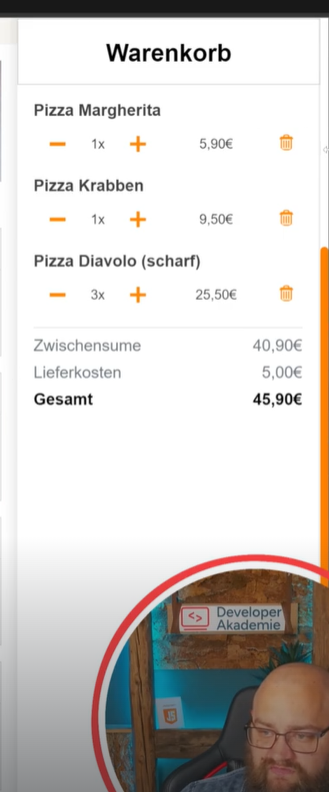 Warenkorb
Pizza Margherita
1x 5,90€
Pizza Krabben
1x 9,50€
Pizza Diavolo (scharf)
3x 25,50€
Zwischensume 40,90€
Lieferkosten 5,00€
Gesamt 45,90€
<> Developer
Akademie
5